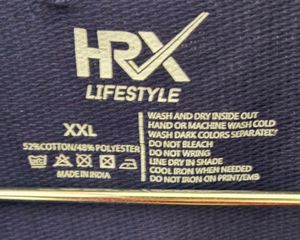 HRX
LIFESTYLE
XXL
52%COTTON/48% POLYESTER
MADE IN INDIA
WASH AND DRY INSIDE OUT
HAND OR MACHINE WASH COLD
WASH DARK COLORS SEPARATELY
DO NOT BLEACH
DO NOT WRING
LINE DRY IN SHADE
COOL IRON WHEN NEEDED
DO NOT IRON ON PRINT/EMB